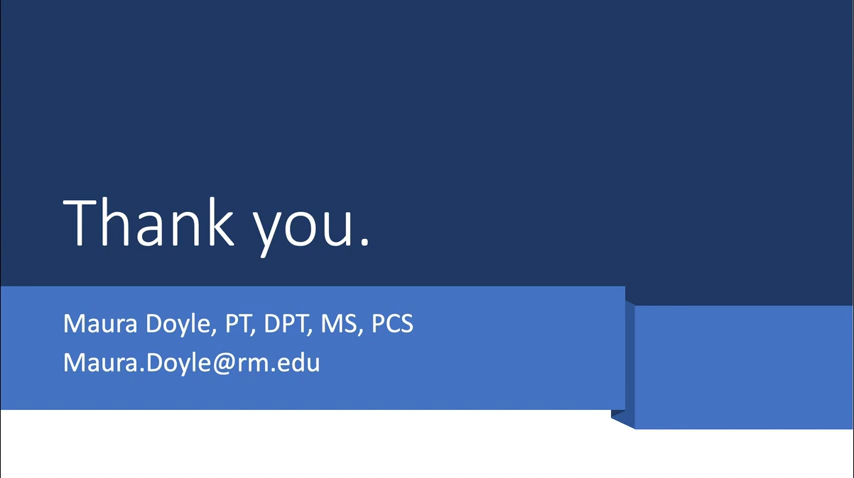 Thank you.
Maura Doyle, PT, DPT, MS, PCS
Maura.Doyle@rm.edu